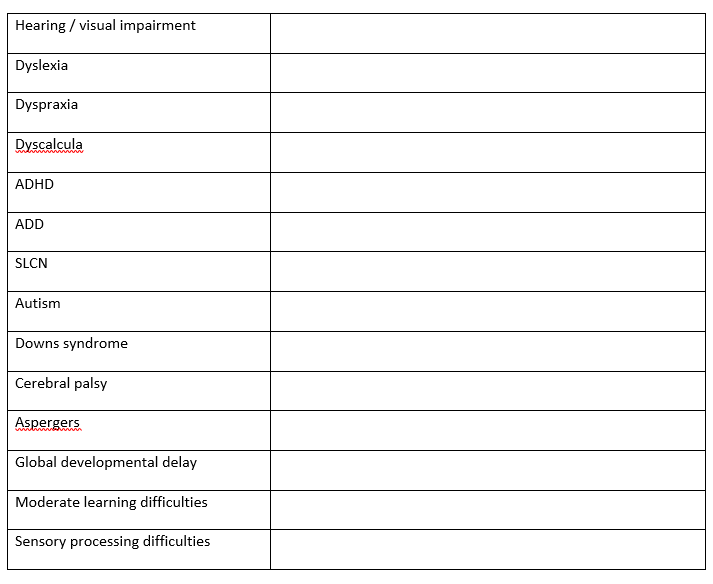 Hearing / visual impairment
Dyslexia
Dyspraxia
Dyscalcula
ADHD
ADD
SLCN
Autism
Downs syndrome
Cerebral palsy
Aspergers
Global developmental delay
Moderate learning difficulties
Sensory processing difficulties